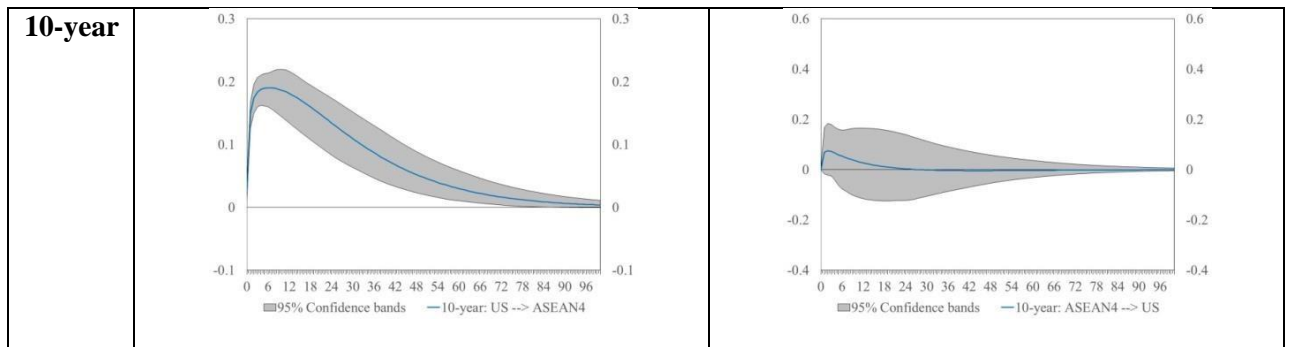 10-year
0.3 0.3
0.2 0.2
0.1 0.1
0 0
-0.1 -0.1
0 6 12 18 24 30 36 42 48 54 60 66 72 78 84 90 96
95% Confidence bands 10-year: US --> ASEAN4
0.6 0.6
0.4 0.4
0.2 0.2
0 0
-0.2 -0.2
-0.4 -0.4
0 6 12 18 24 30 36 42 48 54 60 66 72 78 84 90 96
95% Confidence bands 10-year: ASEAN4 --> US